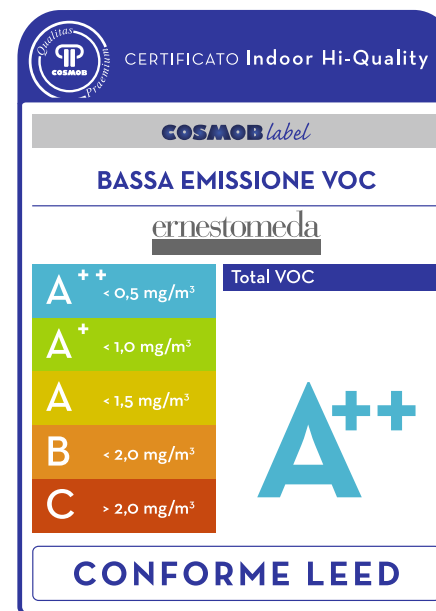 Qualitas
COSMOB
Praeminuni
CERTIFICATO Indoor Hi-Quality
COSMOB label
BASSA EMISSIONE VOC
ernestomeda
A++ < 0,5 mg/m³
A+ < 1,0 mg/m³
A < 1,5 mg/m³
B < 2,0 mg/m³
C > 2,0 mg/m³
Total VOC
A++
CONFORME LEED